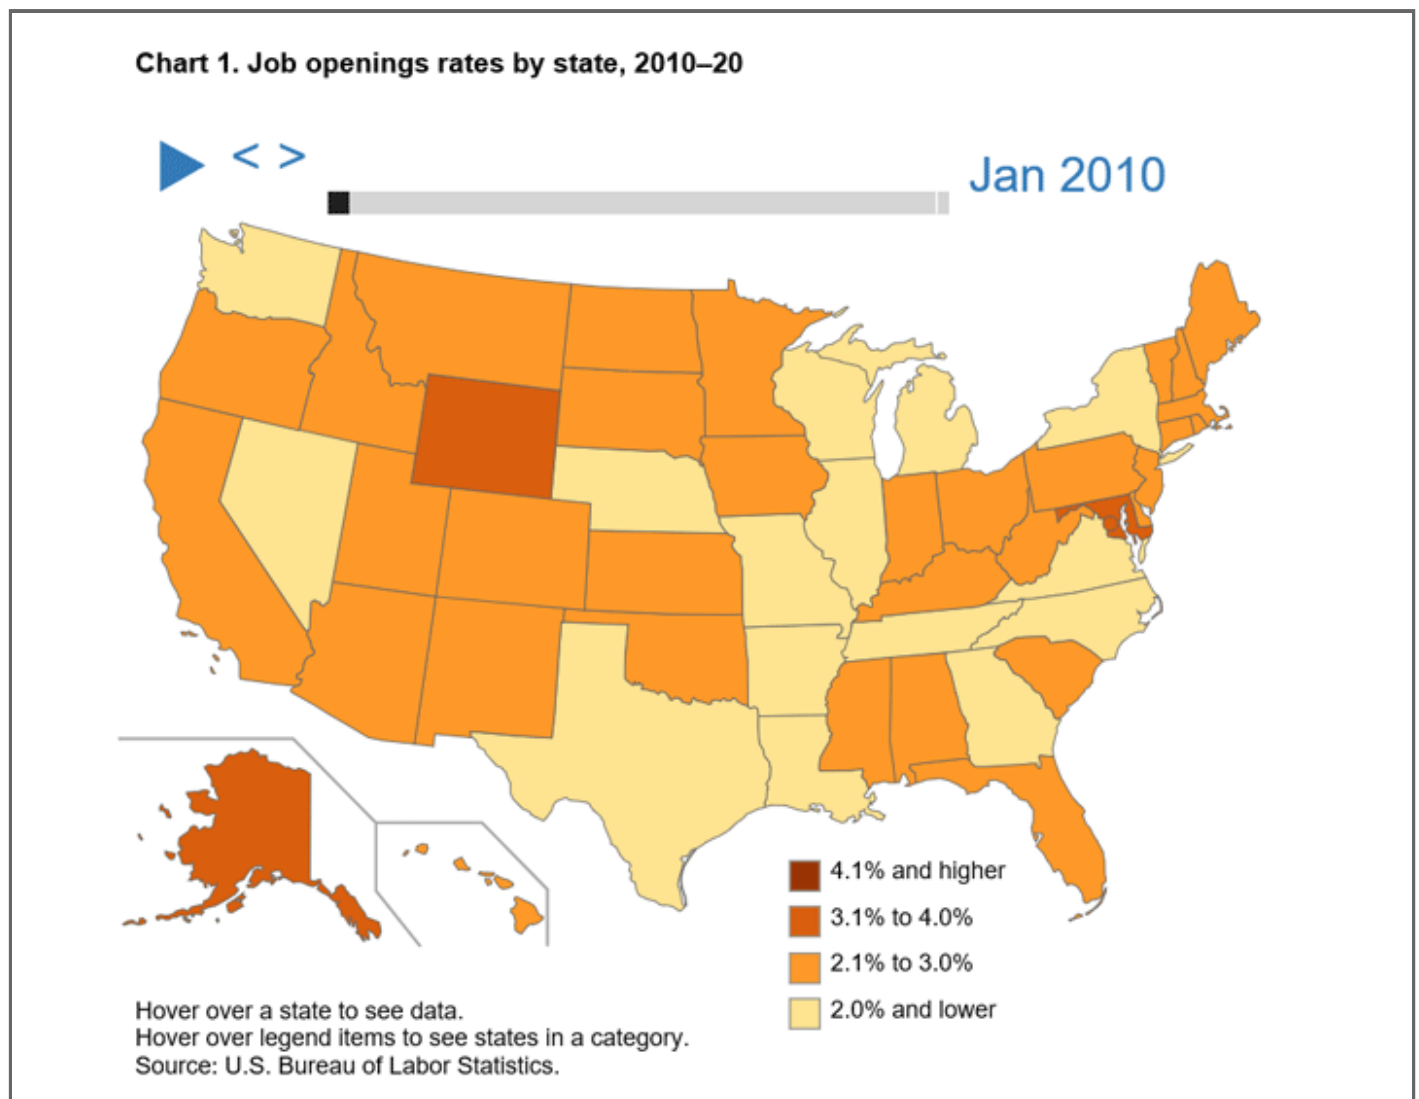 Chart 1. Job openings rates by state, 2010–20
< >
Jan 2010
4.1% and higher
3.1% to 4.0%
2.1% to 3.0%
2.0% and lower
Hover over a state to see data.
Hover over legend items to see states in a category.
Source: U.S. Bureau of Labor Statistics.